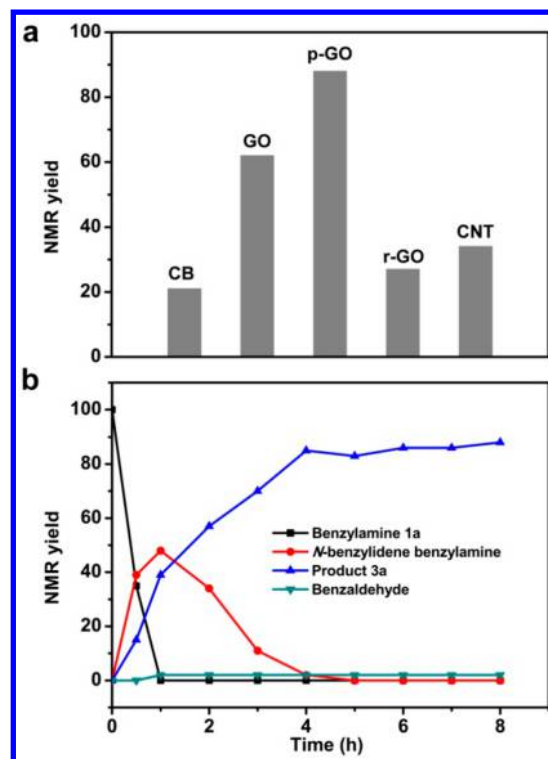 a
NMR yield
100
80
60
40
20
0
CB
GO
p-GO
r-GO
CNT
b
NMR yield
100
80
60
40
20
0
Benzylamine 1a
N-benzylidene benzylamine
Product 3a
Benzaldehyde
0 2 4 6 8
Time (h)